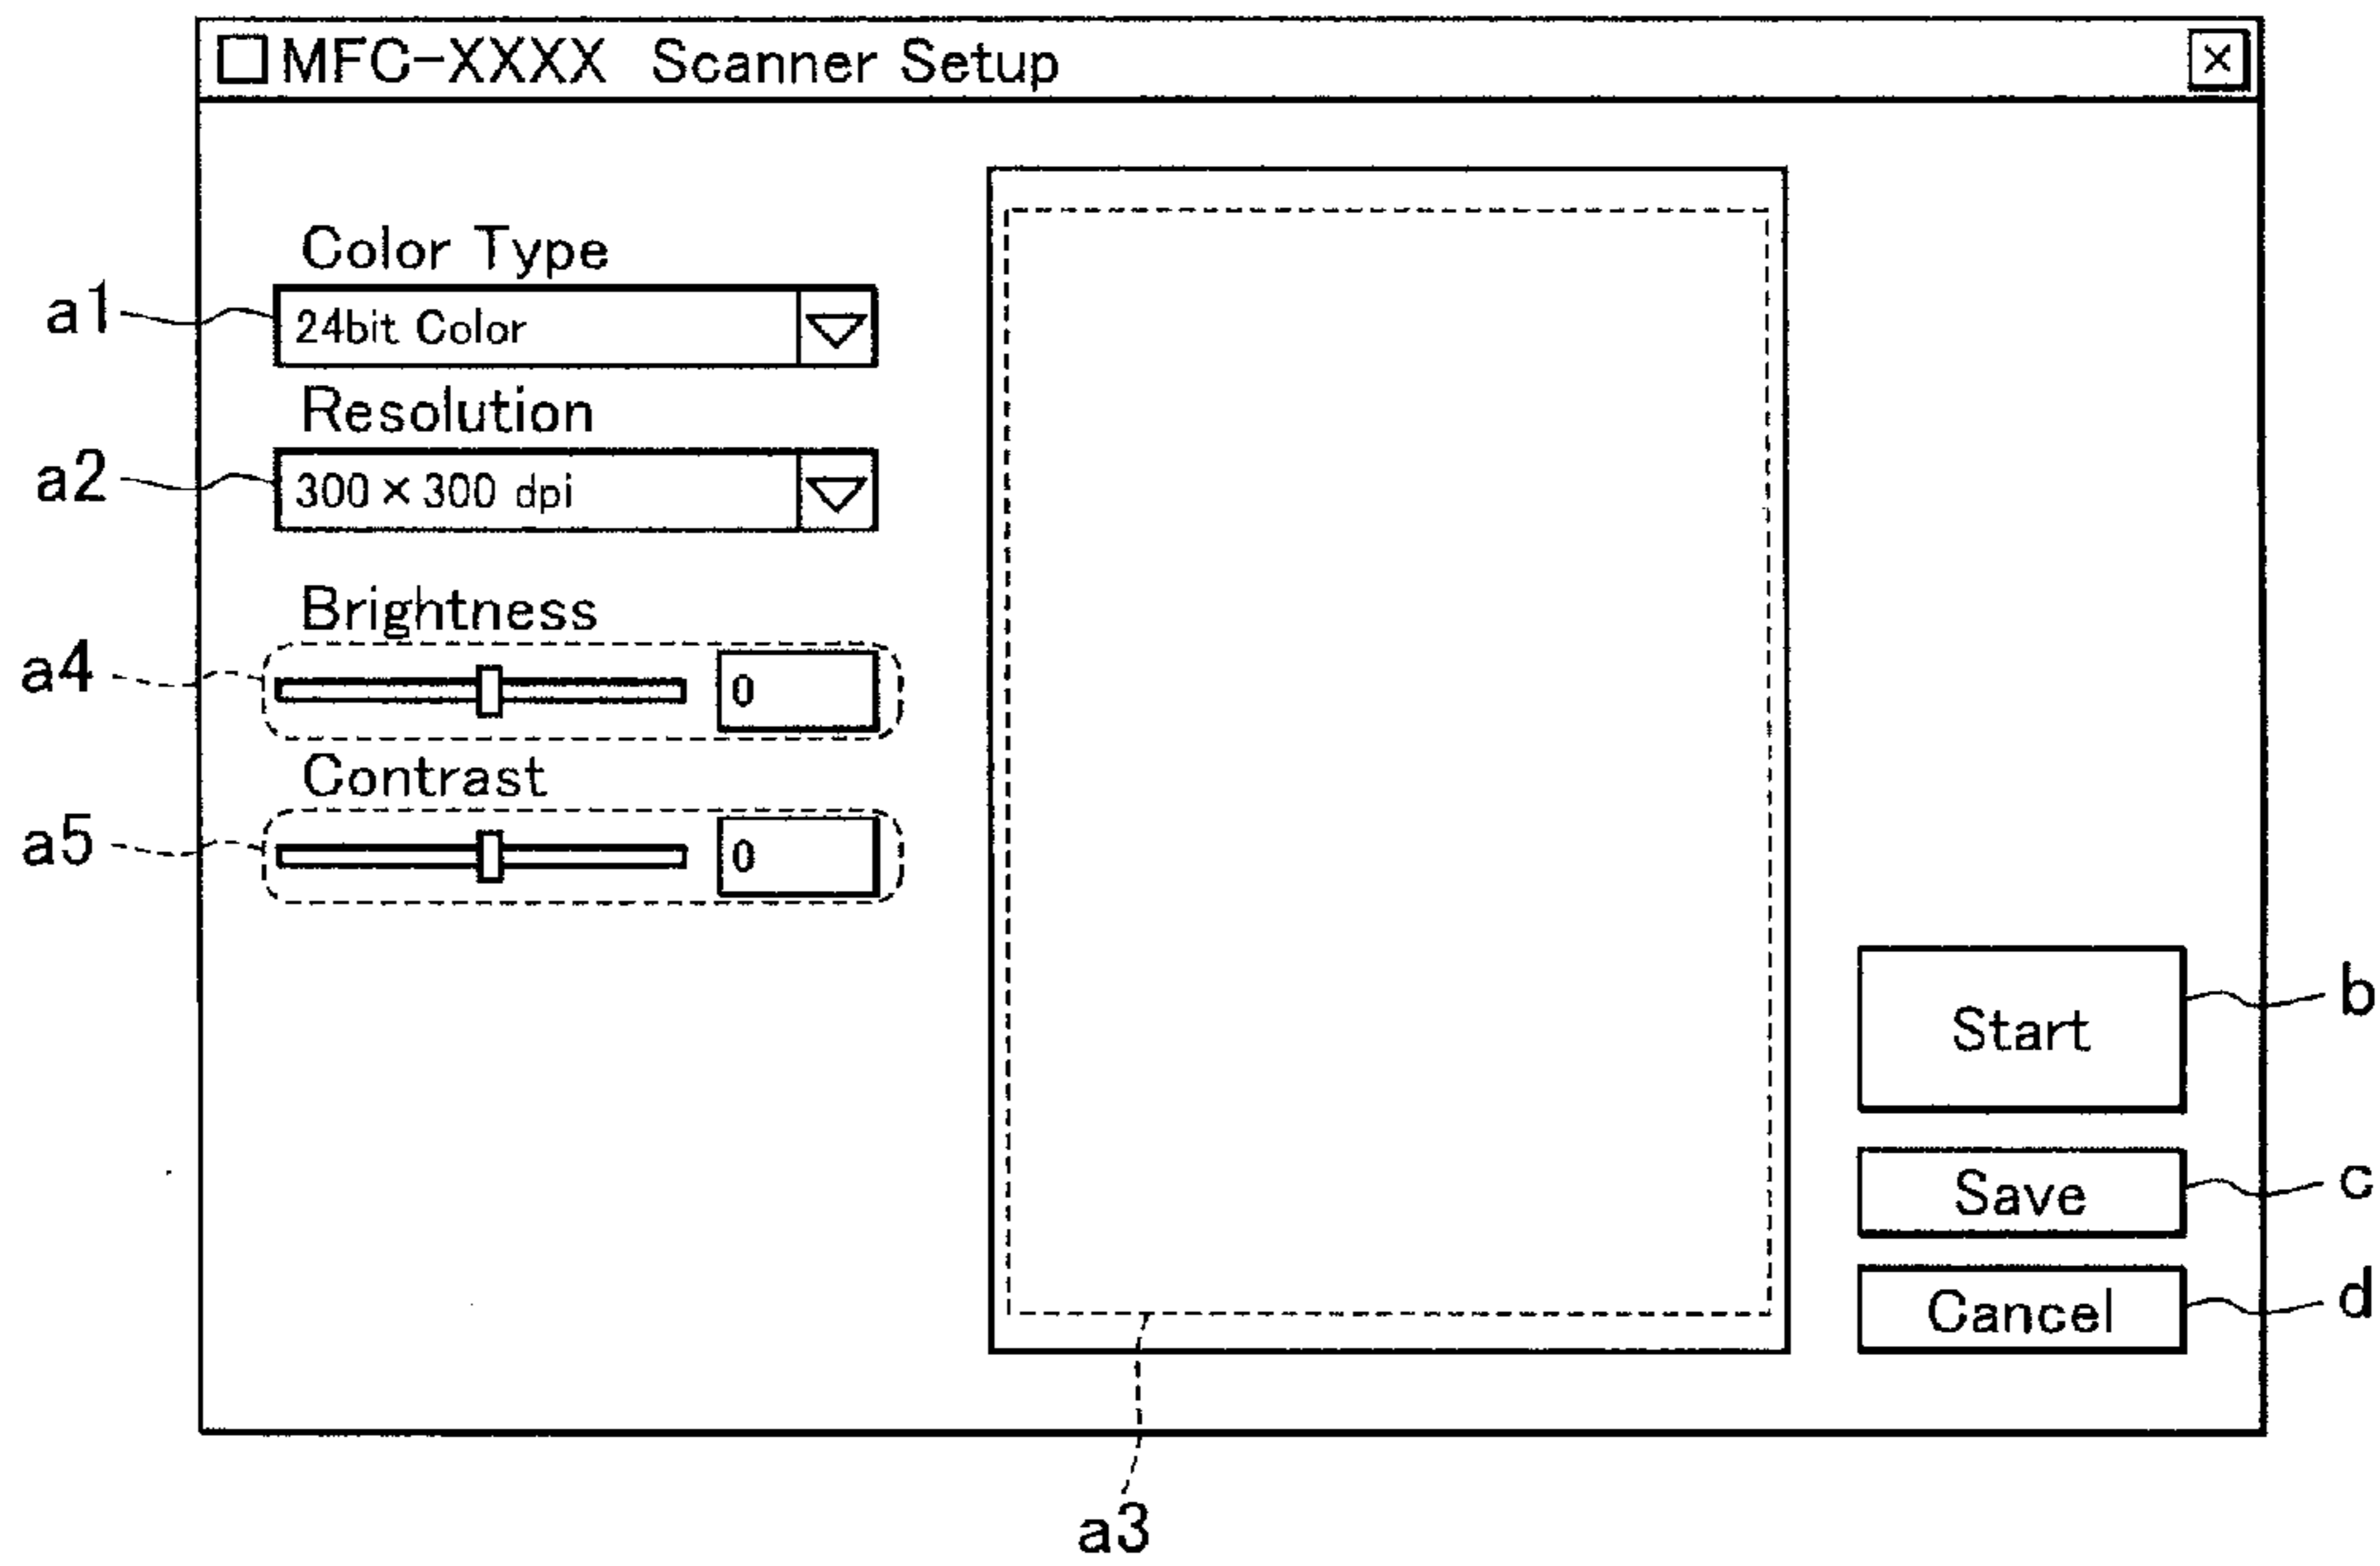 MFC-XXXX Scanner Setup
Color Type
a1
24bit Color
Resolution
a2
300×300 dpi
Brightness
a4
0
Contrast
a5
0
Start
b
Save
c
Cancel
d
a3